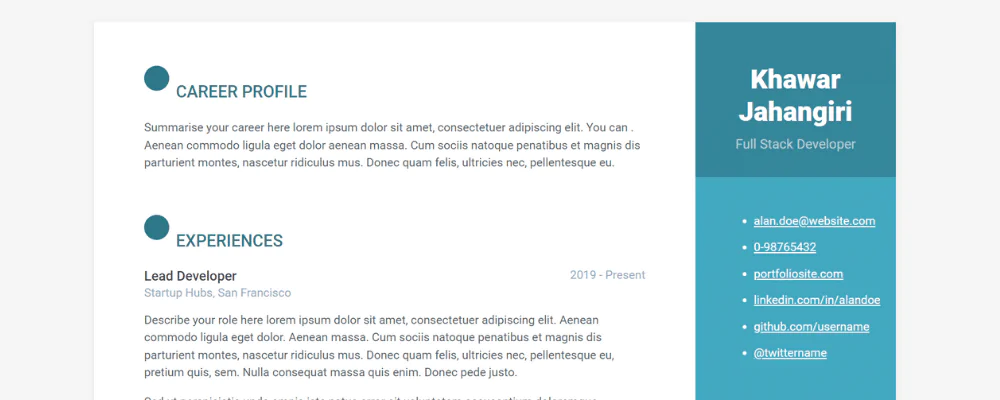 CAREER PROFILE
Summarise your career here lorem ipsum dolor sit amet, consectetuer adipiscing elit. You can .
Aenean commodo ligula eget dolor aenean massa. Cum sociis natoque penatibus et magnis dis
parturient montes, nascetur ridiculus mus. Donec quam felis, ultricies nec, pellentesque eu.
EXPERIENCES
Lead Developer
2019 - Present
Startup Hubs, San Francisco
Describe your role here lorem ipsum dolor sit amet, consectetuer adipiscing elit. Aenean
commodo ligula eget dolor. Aenean massa. Cum sociis natoque penatibus et magnis dis
parturient montes, nascetur ridiculus mus. Donec quam felis, ultricies nec, pellentesque eu,
pretium quis, sem. Nulla consequat massa quis enim. Donec pede justo.
Khawar
Jahangiri
Full Stack Developer
alan.doe@website.com
0-98765432
portfoliosite.com
linkedin.com/in/alandoe
github.com/username
@twittername